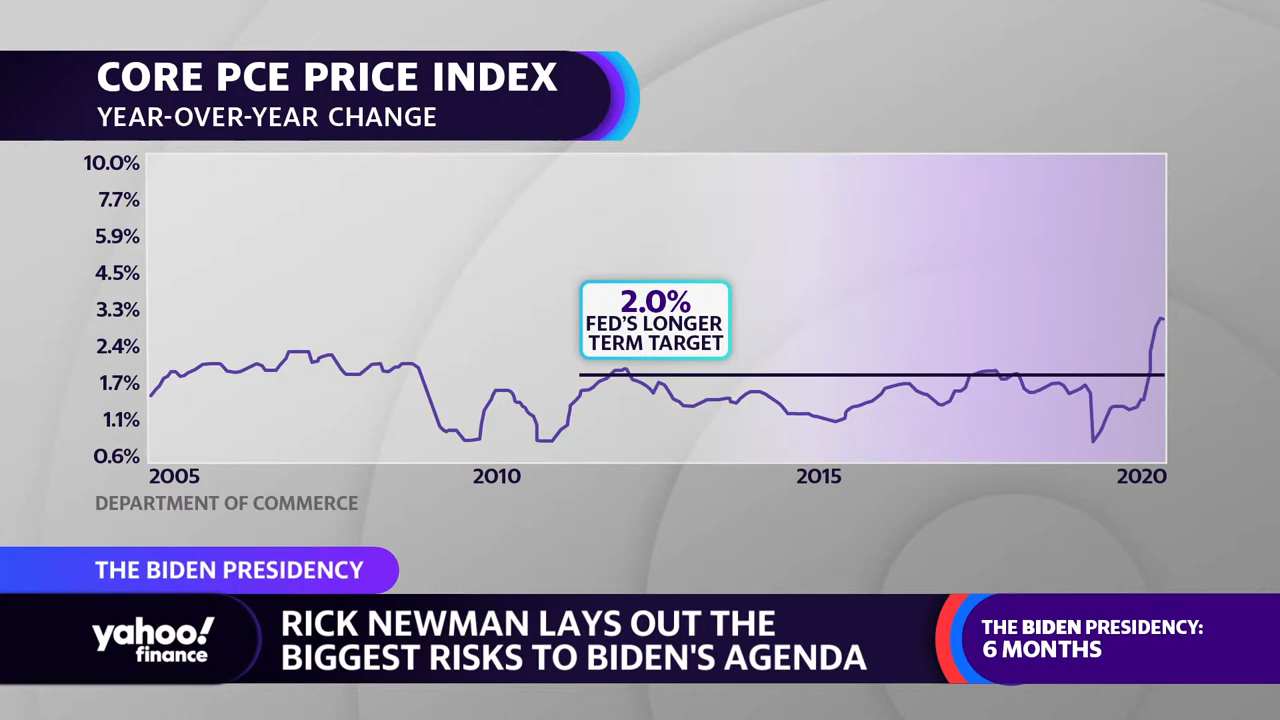 CORE PCE PRICE INDEX
YEAR-OVER-YEAR CHANGE
10.0%
7.7%
5.9%
4.5%
3.3%
2.4%
1.7%
1.1%
0.6%
2.0%
FED'S LONGER
TERM TARGET
2005 2010 2015 2020
DEPARTMENT OF COMMERCE
THE BIDEN PRESIDENCY
yahoo!
finance
RICK NEWMAN LAYS OUT THE
BIGGEST RISKS TO BIDEN'S AGENDA
THE BIDEN PRESIDENCY:
6 MONTHS